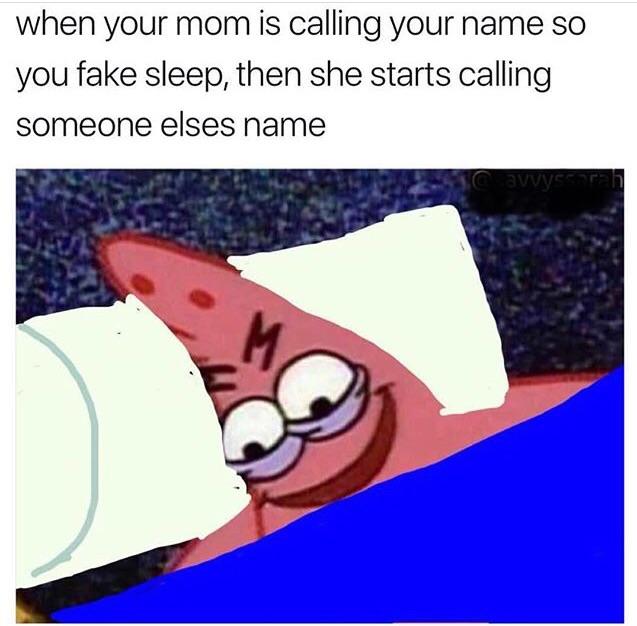 when your mom is calling your name so
you fake sleep, then she starts calling
someone elses name